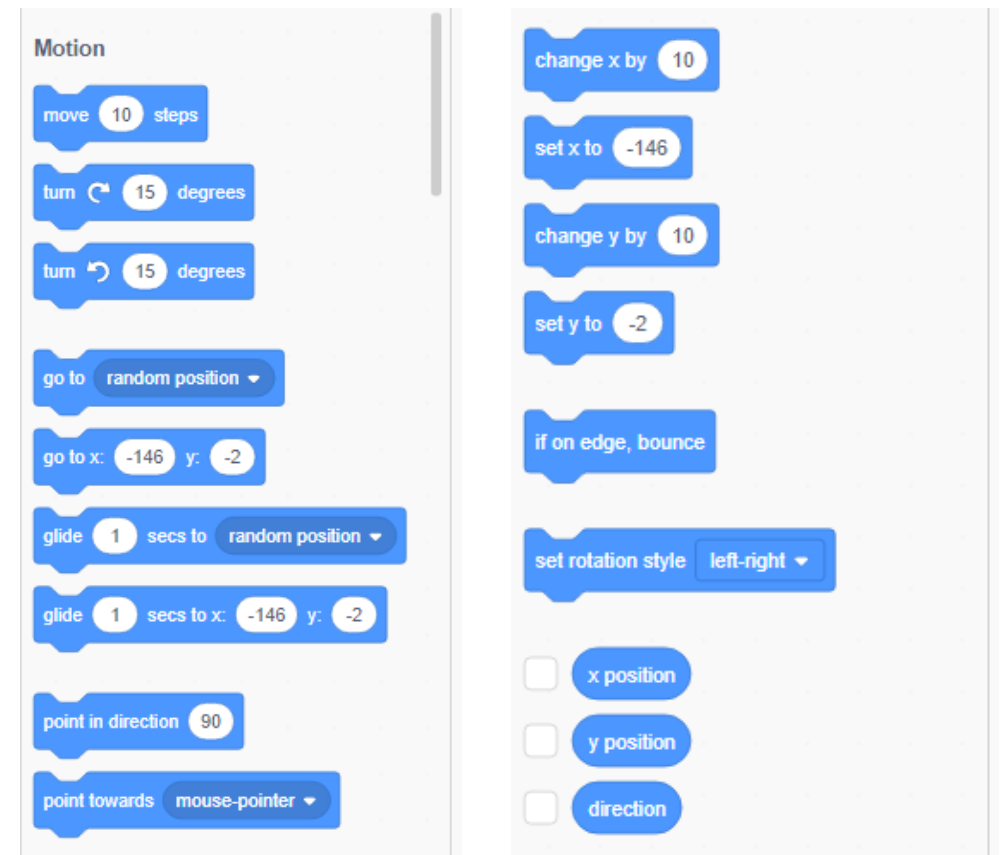 Motion
move 10 steps
turn 15 degrees
turn 15 degrees
go to random position
go to x: -146 y: -2
glide 1 secs to random position
glide 1 secs to x: -146 y: -2
point in direction 90
point towards mouse-pointer
change x by 10
set x to -146
change y by 10
set y to -2
if on edge, bounce
set rotation style left-right
x position
y position
direction